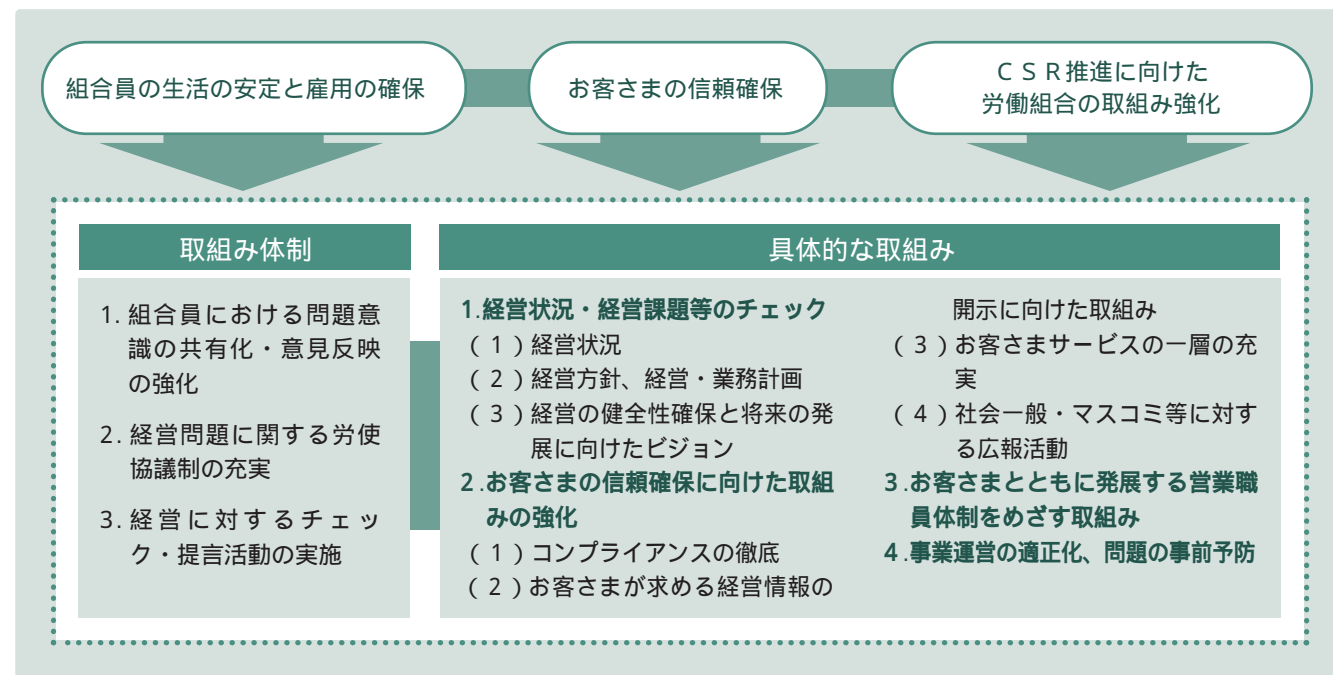 組合員の生活の安定と雇用の確保
お客さまの信頼確保
ＣＳＲ推進に向けた
労働組合の取組み強化
取組み体制
1. 組合員における問題意
識の共有化・意見反映
の強化
2. 経営問題に関する労使
協議制の充実
3. 経営に対するチェッ
ク・提言活動の実施
具体的な取組み
1.経営状況・経営課題等のチェック
（１）経営状況
（２）経営方針、経営・業務計画
（３）経営の健全性確保と将来の発
展に向けたビジョン
２.お客さまの信頼確保に向けた取組
みの強化
（１）コンプライアンスの徹底
（２）お客さまが求める経営情報の
開示に向けた取組み
（３）お客さまサービスの一層の充
実
（４）社会一般・マスコミ等に対す
る広報活動
３.お客さまとともに発展する営業職
員体制をめざす取組み
４.事業運営の適正化、問題の事前予防